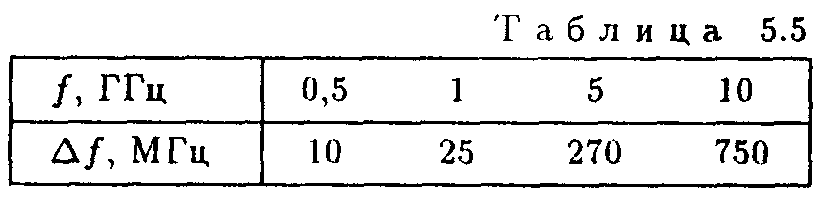 Таблица 5.5
f, ГГц 0,5 1 5 10
Δf, МГц 10 25 270 750